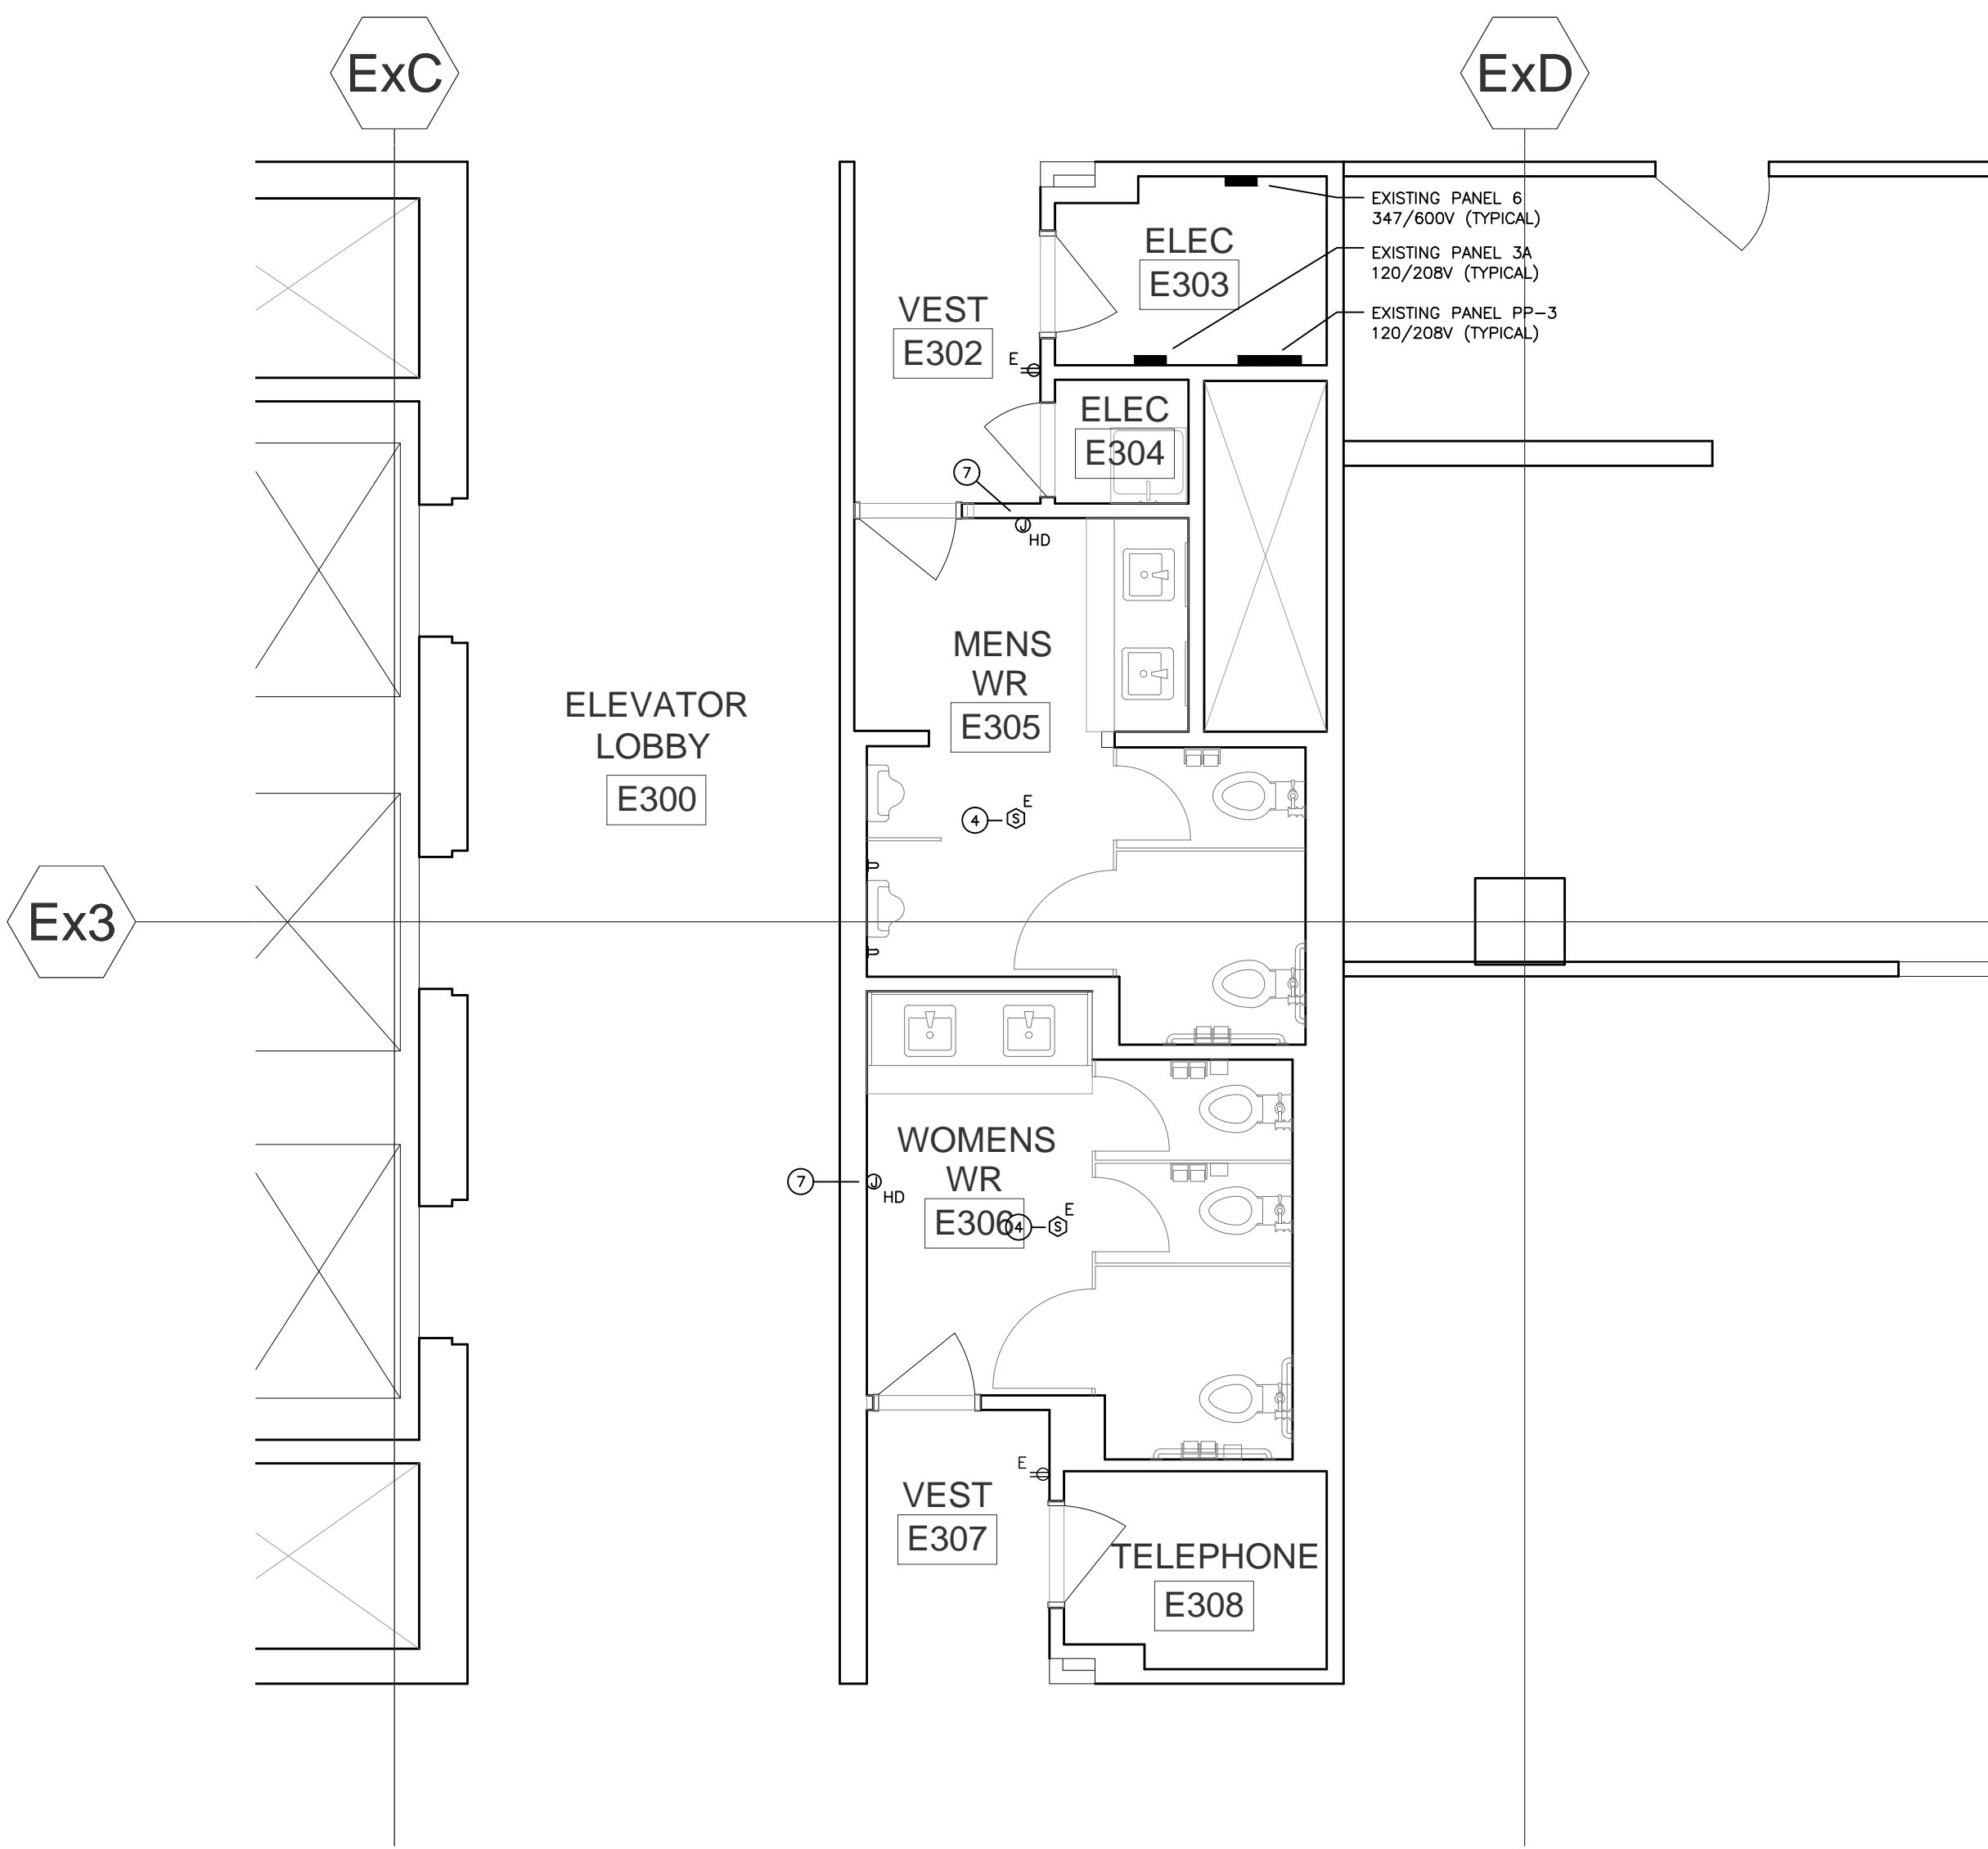 ExC
ExD
EXISTING PANEL 6
347/600V (TYPICAL)
ELEC
E303
EXISTING PANEL 3A
120/208V (TYPICAL)
VEST
E302
EXISTING PANEL PP-3
120/208V (TYPICAL)
E
ELEC
E304
7
J
HD
MENS
WR
E305
ELEVATOR
LOBBY
E300
4
S
E
Ex3
WOMENS
WR
E306
7
J
HD
4
S
E
E
VEST
E307
TELEPHONE
E308